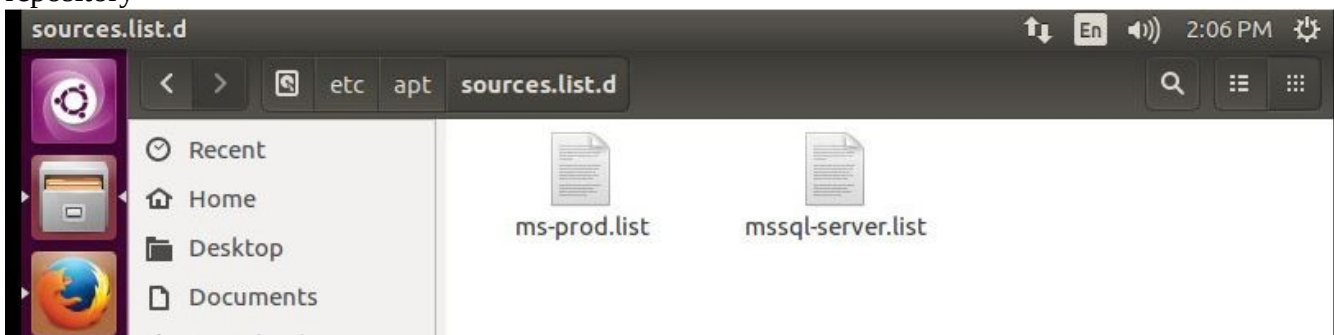 repository
sources.list.d
En 2:06 PM
etc apt sources.list.d
Recent
Home
ms-prod.list mssql-server.list
Desktop
Documents